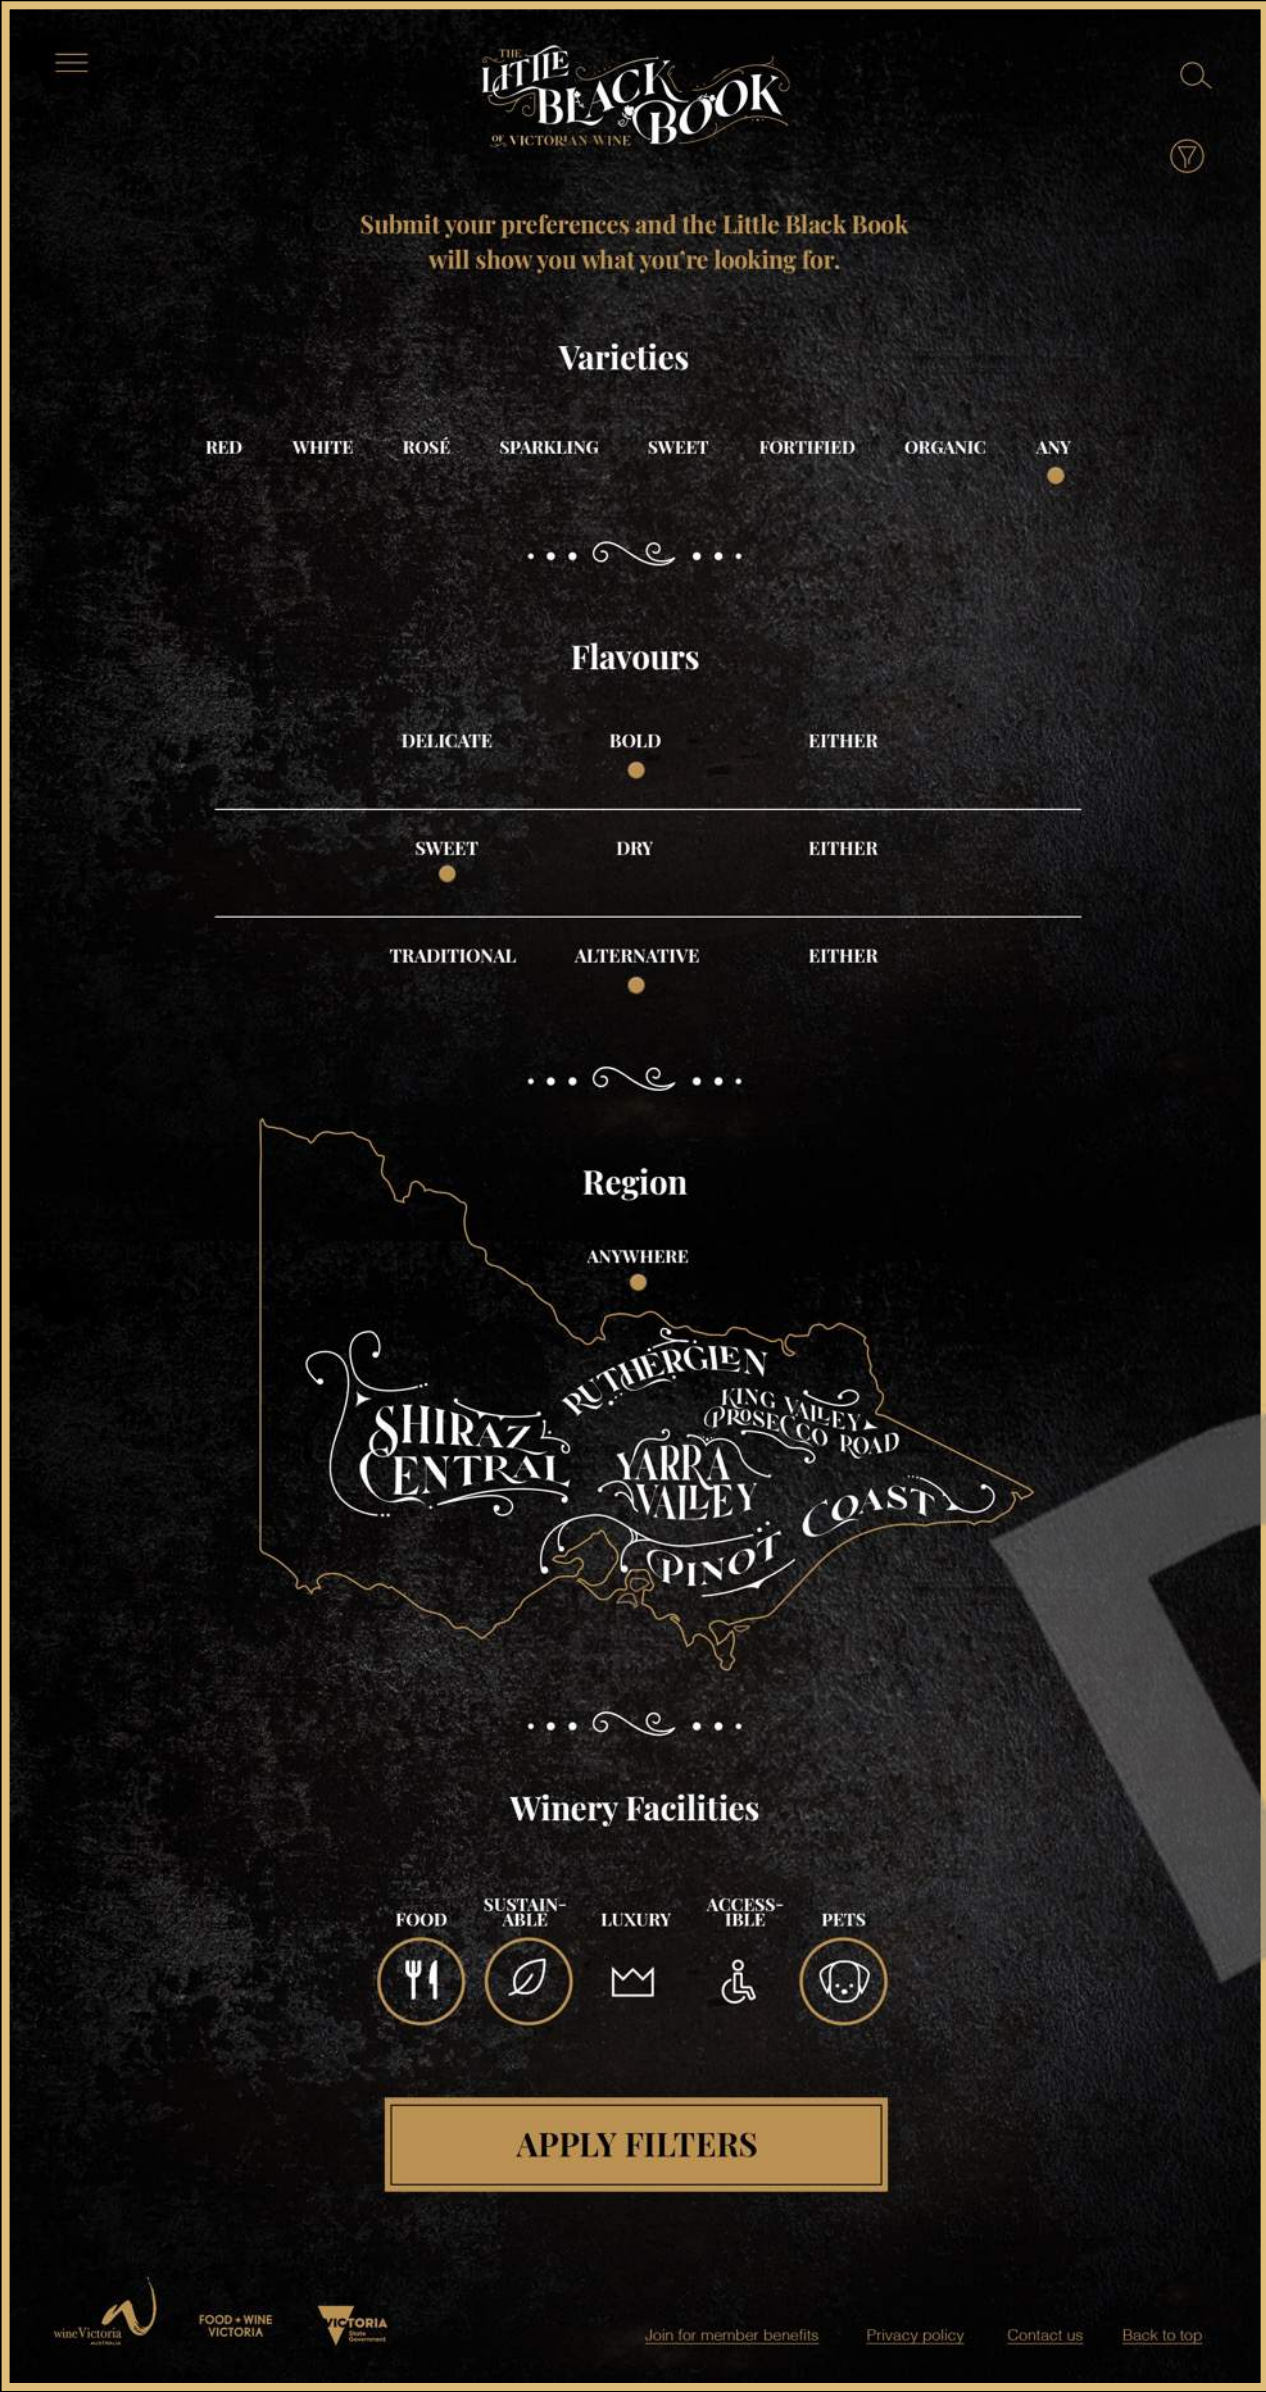 THE
LITTLE
BLACK
BOOK
OF VICTORIAN WINE
Submit your preferences and the Little Black Book
will show you what you're looking for.
Varieties
RED WHITE ROSÉ SPARKLING SWEET FORTIFIED ORGANIC ANY
Flavours
DELICATE BOLD EITHER
SWEET DRY EITHER
TRADITIONAL ALTERNATIVE EITHER
Region
ANYWHERE
RUTHERGLEN
KING VALLEY
PROSECCO ROAD
SHIRAZ
CENTRAL
YARRA
VALLEY
PINOT COAST
Winery Facilities
FOOD
SUSTAIN-
ABLE
LUXURY
ACCESS-
IBLE
PETS
APPLY FILTERS
wine Victoria
AUSTRALIA
FOOD + WINE
VICTORIA
VICTORIA
State
Government
Join for member benefits Privacy policy Contact us Back to top